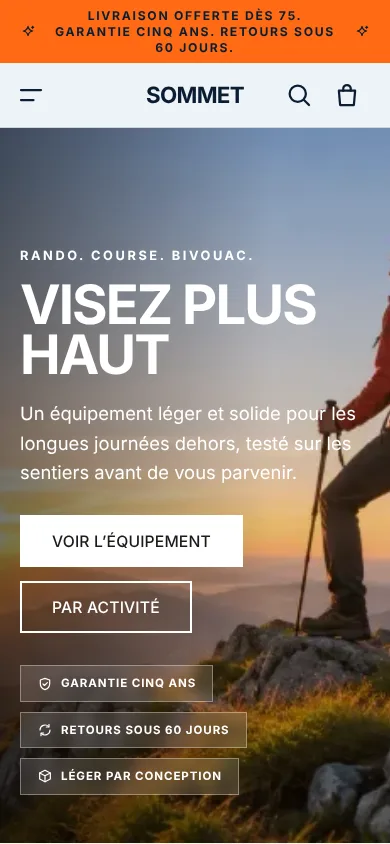 LIVRAISON OFFERTE DÈS 75.
GARANTIE CINQ ANS. RETOURS SOUS
60 JOURS.
SOMMET
RANDO. COURSE. BIVOUAC.
VISEZ PLUS
HAUT
Un équipement léger et solide pour les
longues journées dehors, testé sur les
sentiers avant de vous parvenir.
VOIR L’ÉQUIPEMENT
PAR ACTIVITÉ
GARANTIE CINQ ANS
RETOURS SOUS 60 JOURS
LÉGER PAR CONCEPTION